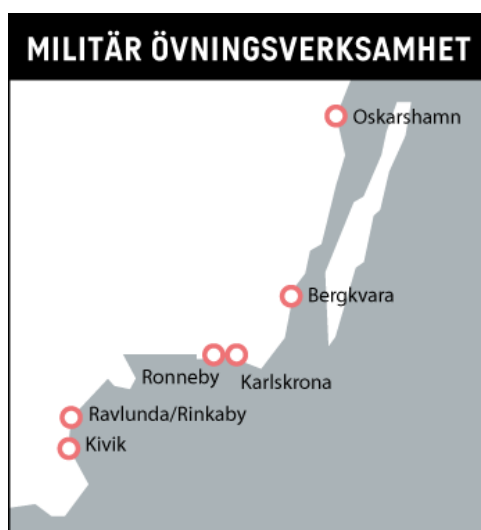 MILITÄR ÖVNINGSVERKSAMHET
Oskarshamn
Bergkvara
Ronneby
Karlskrona
Ravlunda/Rinkaby
Kivik